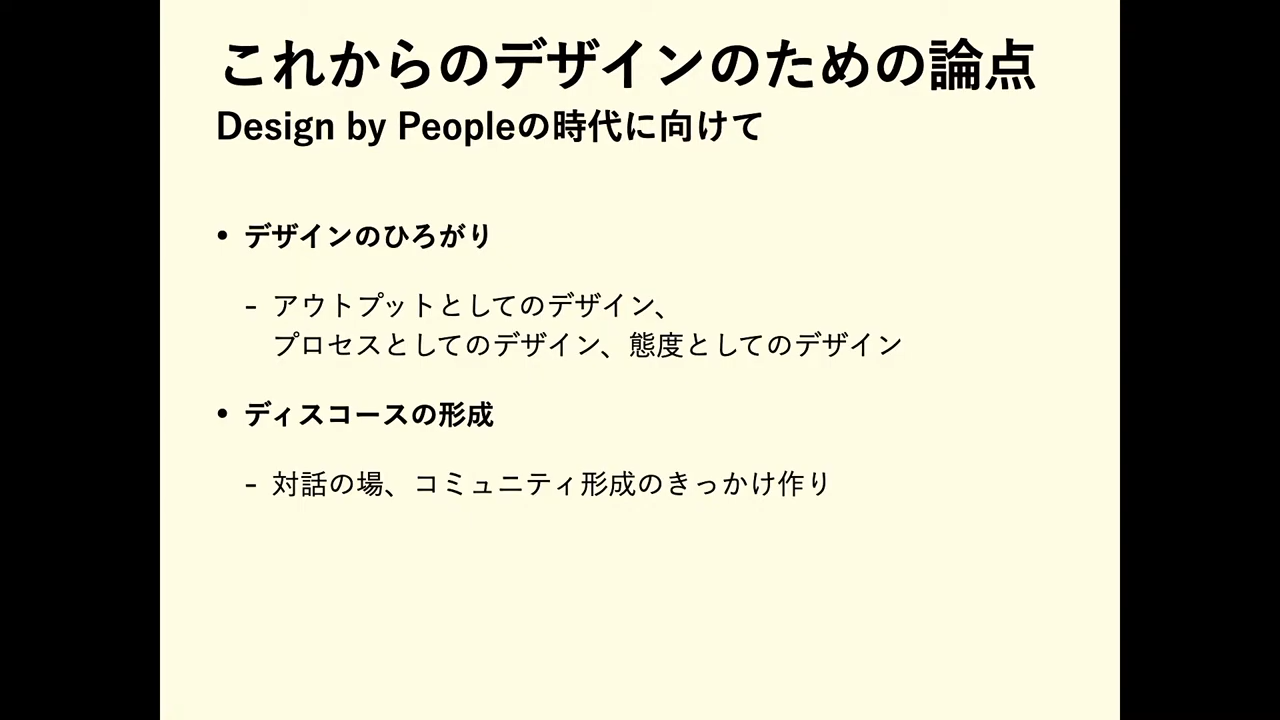 これからのデザインのための論点
Design by Peopleの時代に向けて
• デザインのひろがり
- アウトプットとしてのデザイン、
プロセスとしてのデザイン、態度としてのデザイン
• ディスコースの形成
- 対話の場、コミュニティ形成のきっかけ作り